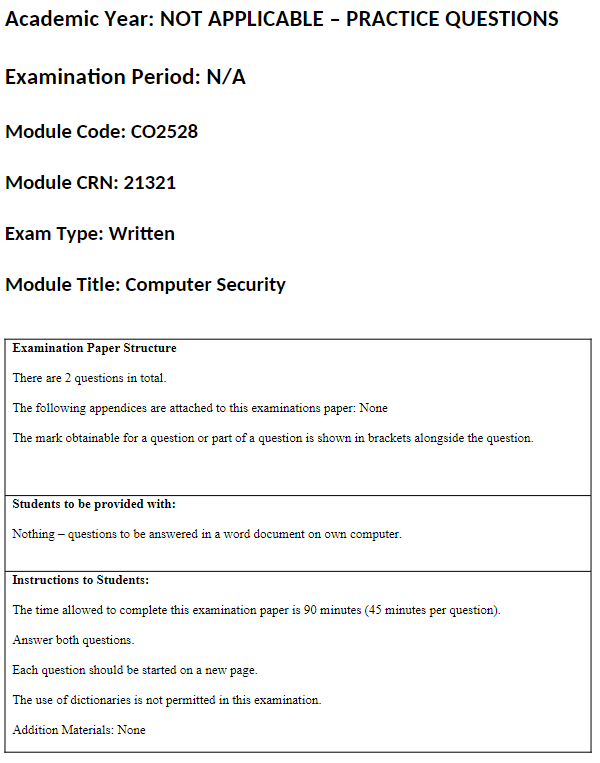 Academic Year: NOT APPLICABLE – PRACTICE QUESTIONS
Examination Period: N/A
Module Code: CO2528
Module CRN: 21321
Exam Type: Written
Module Title: Computer Security
Examination Paper Structure
There are 2 questions in total.
The following appendices are attached to this examinations paper: None
The mark obtainable for a question or part of a question is shown in brackets alongside the question.
Students to be provided with:
Nothing – questions to be answered in a word document on own computer.
Instructions to Students:
The time allowed to complete this examination paper is 90 minutes (45 minutes per question).
Answer both questions.
Each question should be started on a new page.
The use of dictionaries is not permitted in this examination.
Addition Materials: None